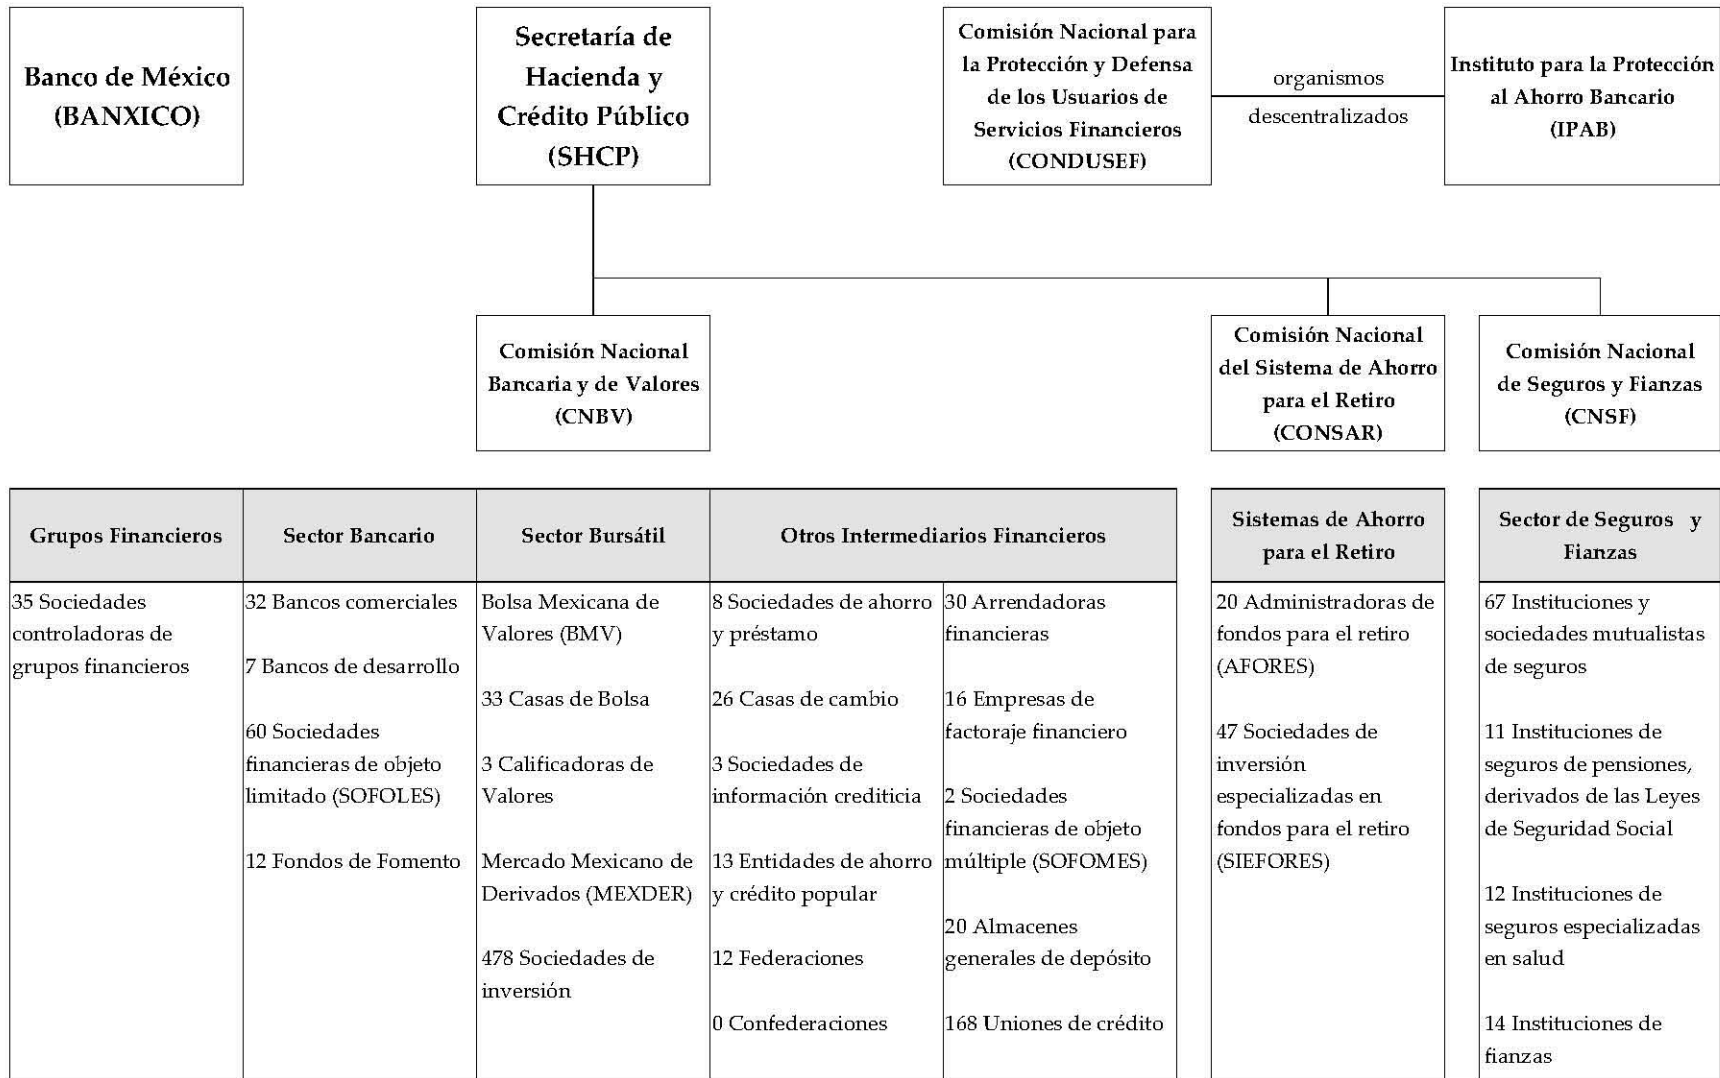 Banco de México
(BANXICO)
Secretaría de
Hacienda y
Crédito Público
(SHCP)
Comisión Nacional para
la Protección y Defensa
de los Usuarios de
Servicios Financieros
(CONDUSEF)
organismos
descentralizados
Instituto para la Protección
al Ahorro Bancario
(IPAB)
Comisión Nacional
Bancaria y de Valores
(CNBV)
Comisión Nacional
del Sistema de Ahorro
para el Retiro
(CONSAR)
Comisión Nacional
de Seguros y Fianzas
(CNSF)
Grupos Financieros
35 Sociedades
controladoras de
grupos financieros
Sector Bancario
32 Bancos comerciales
7 Bancos de desarrollo
60 Sociedades
financieras de objeto
limitado (SOFOLES)
12 Fondos de Fomento
Sector Bursátil
Bolsa Mexicana de
Valores (BMV)
33 Casas de Bolsa
3 Calificadoras de
Valores
Mercado Mexicano de
Derivados (MEXDER)
478 Sociedades de
inversión
Otros Intermediarios Financieros
8 Sociedades de ahorro
y préstamo
26 Casas de cambio
3 Sociedades de
información crediticia
13 Entidades de ahorro
y crédito popular
12 Federaciones
0 Confederaciones
30 Arrendadoras
financieras
16 Empresas de
factoraje financiero
2 Sociedades
financieras de objeto
múltiple (SOFOMES)
20 Almacenes
generales de depósito
168 Uniones de crédito
Sistemas de Ahorro
para el Retiro
20 Administradoras de
fondos para el retiro
(AFORES)
47 Sociedades de
inversión
especializadas en
fondos para el retiro
(SIEFORES)
Sector de Seguros y
Fianzas
67 Instituciones y
sociedades mutualistas
de seguros
11 Instituciones de
seguros de pensiones,
derivados de las Leyes
de Seguridad Social
12 Instituciones de
seguros especializadas
en salud
14 Instituciones de
fianzas